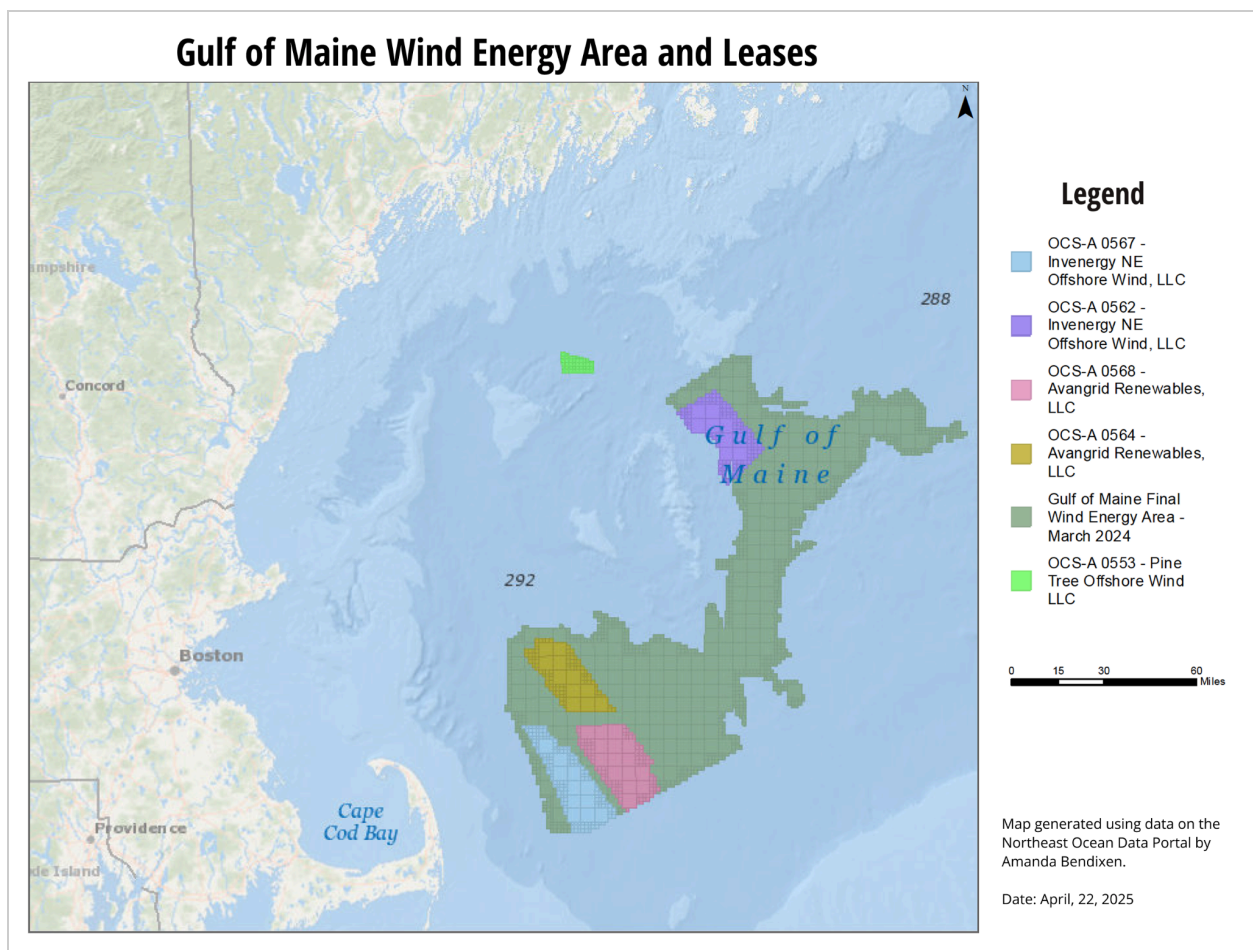 Gulf of Maine Wind Energy Area and Leases
N
288
ampshire
Concord
Gulf of
Maine
292
Boston
Cape
Cod Bay
Providence
de Island
Legend
OCS-A 0567 -
Invenergy NE
Offshore Wind, LLC
OCS-A 0562 -
Invenergy NE
Offshore Wind, LLC
OCS-A 0568 -
Avangrid Renewables,
LLC
OCS-A 0564 -
Avangrid Renewables,
LLC
Gulf of Maine Final
Wind Energy Area -
March 2024
OCS-A 0553 - Pine
Tree Offshore Wind
LLC
0 15 30 60
Miles
Map generated using data on the
Northeast Ocean Data Portal by
Amanda Bendixen.
Date: April, 22, 2025